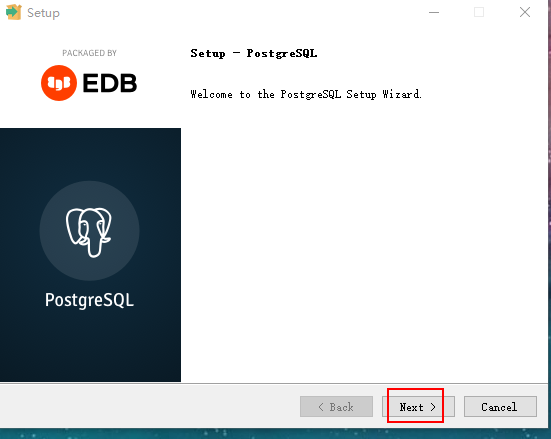 Setup
PACKAGED BY
EDB
Setup - PostgreSQL
Welcome to the PostgreSQL Setup Wizard.
PostgreSQL
< Back
Next >
Cancel